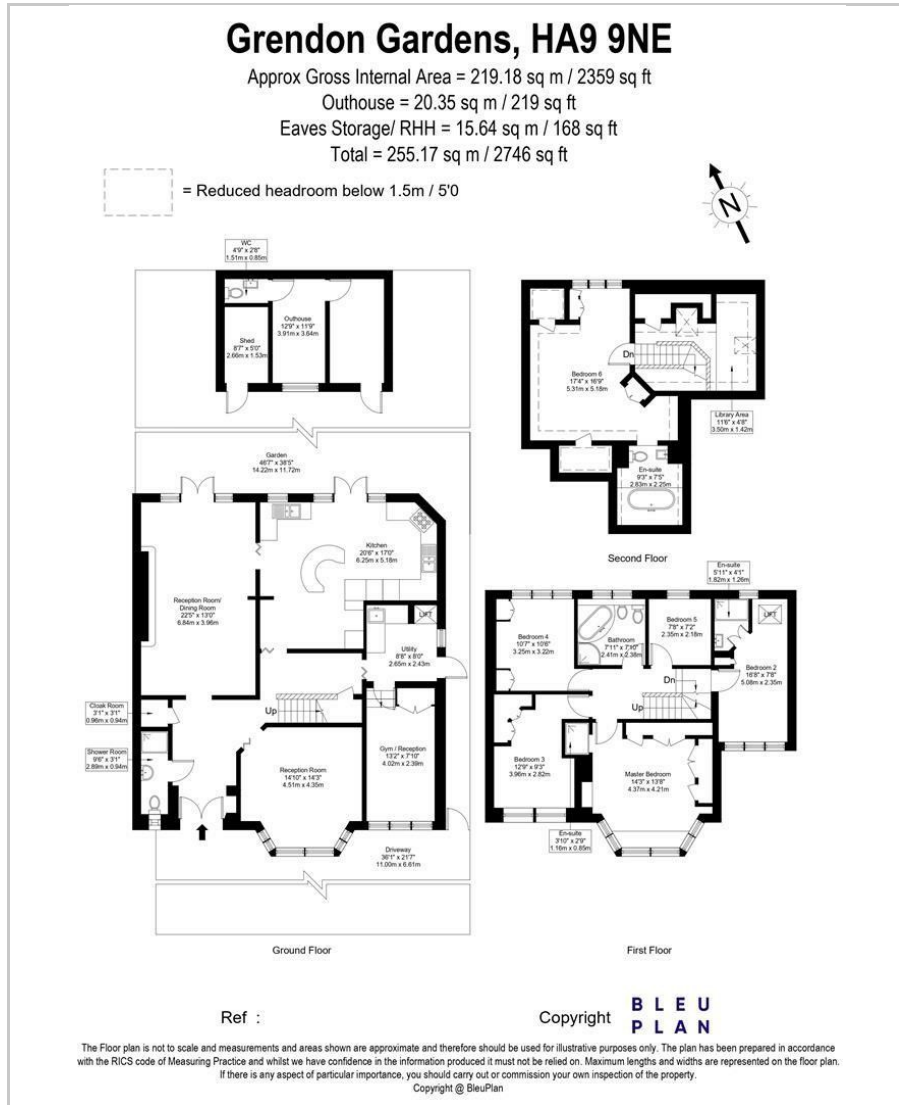 Grendon Gardens, HA9 9NE
Approx Gross Internal Area = 219.18 sq m / 2359 sq ft
Outhouse = 20.35 sq m / 219 sq ft
Eaves Storage/ RHH = 15.64 sq m / 168 sq ft
Total = 255.17 sq m / 2746 sq ft
= Reduced headroom below 1.5m / 5'0
N
WC
4'9" x 2'8"
1.51m x 0.85m
Outhouse
12'9" x 11'9"
3.91m x 3.64m
Shed
8'7" x 5'0"
2.66m x 1.53m
Garden
46'7" x 38'5"
14.22m x 11.72m
Kitchen
20'6" x 17'0"
6.25m x 5.18m
Reception Room/
Dining Room
22'5" x 13'0"
6.84m x 3.96m
LIFT
Utility
8'8" x 8'0"
2.65m x 2.43m
Cloak Room
3'1" x 3'1"
0.96m x 0.94m
Up
Shower Room
9'6" x 3'1"
2.89m x 0.94m
Reception Room
14'10" x 14'3"
4.51m x 4.35m
Gym / Reception
13'2" x 7'10"
4.02m x 2.39m
Driveway
36'1" x 21'7"
11.00m x 6.61m
Ground Floor
Bedroom 6
17'4" x 16'9"
5.31m x 5.18m
Dn
Library Area
11'6" x 4'8"
3.50m x 1.42m
En-suite
9'3" x 7'5"
2.83m x 2.25m
Second Floor
En-suite
5'11" x 4'1"
1.82m x 1.26m
LIFT
Bedroom 4
10'7" x 10'6"
3.25m x 3.22m
Bathroom
7'11" x 7'10"
2.41m x 2.38m
Bedroom 5
7'8" x 7'2"
2.35m x 2.18m
Bedroom 2
16'8" x 7'8"
5.08m x 2.35m
Dn
Up
Bedroom 3
12'9" x 9'3"
3.96m x 2.82m
Master Bedroom
14'3" x 13'8"
4.37m x 4.21m
En-suite
3'10" x 2'9"
1.16m x 0.85m
First Floor
Ref :
Copyright
BLEU
PLAN
The Floor plan is not to scale and measurements and areas shown are approximate and therefore should be used for illustrative purposes only. The plan has been prepared in accordance
with the RICS code of Measuring Practice and whilst we have confidence in the information produced it must not be relied on. Maximum lengths and widths are represented on the floor plan.
If there is any aspect of particular importance, you should carry out or commission your own inspection of the property.
Copyright @ BleuPlan